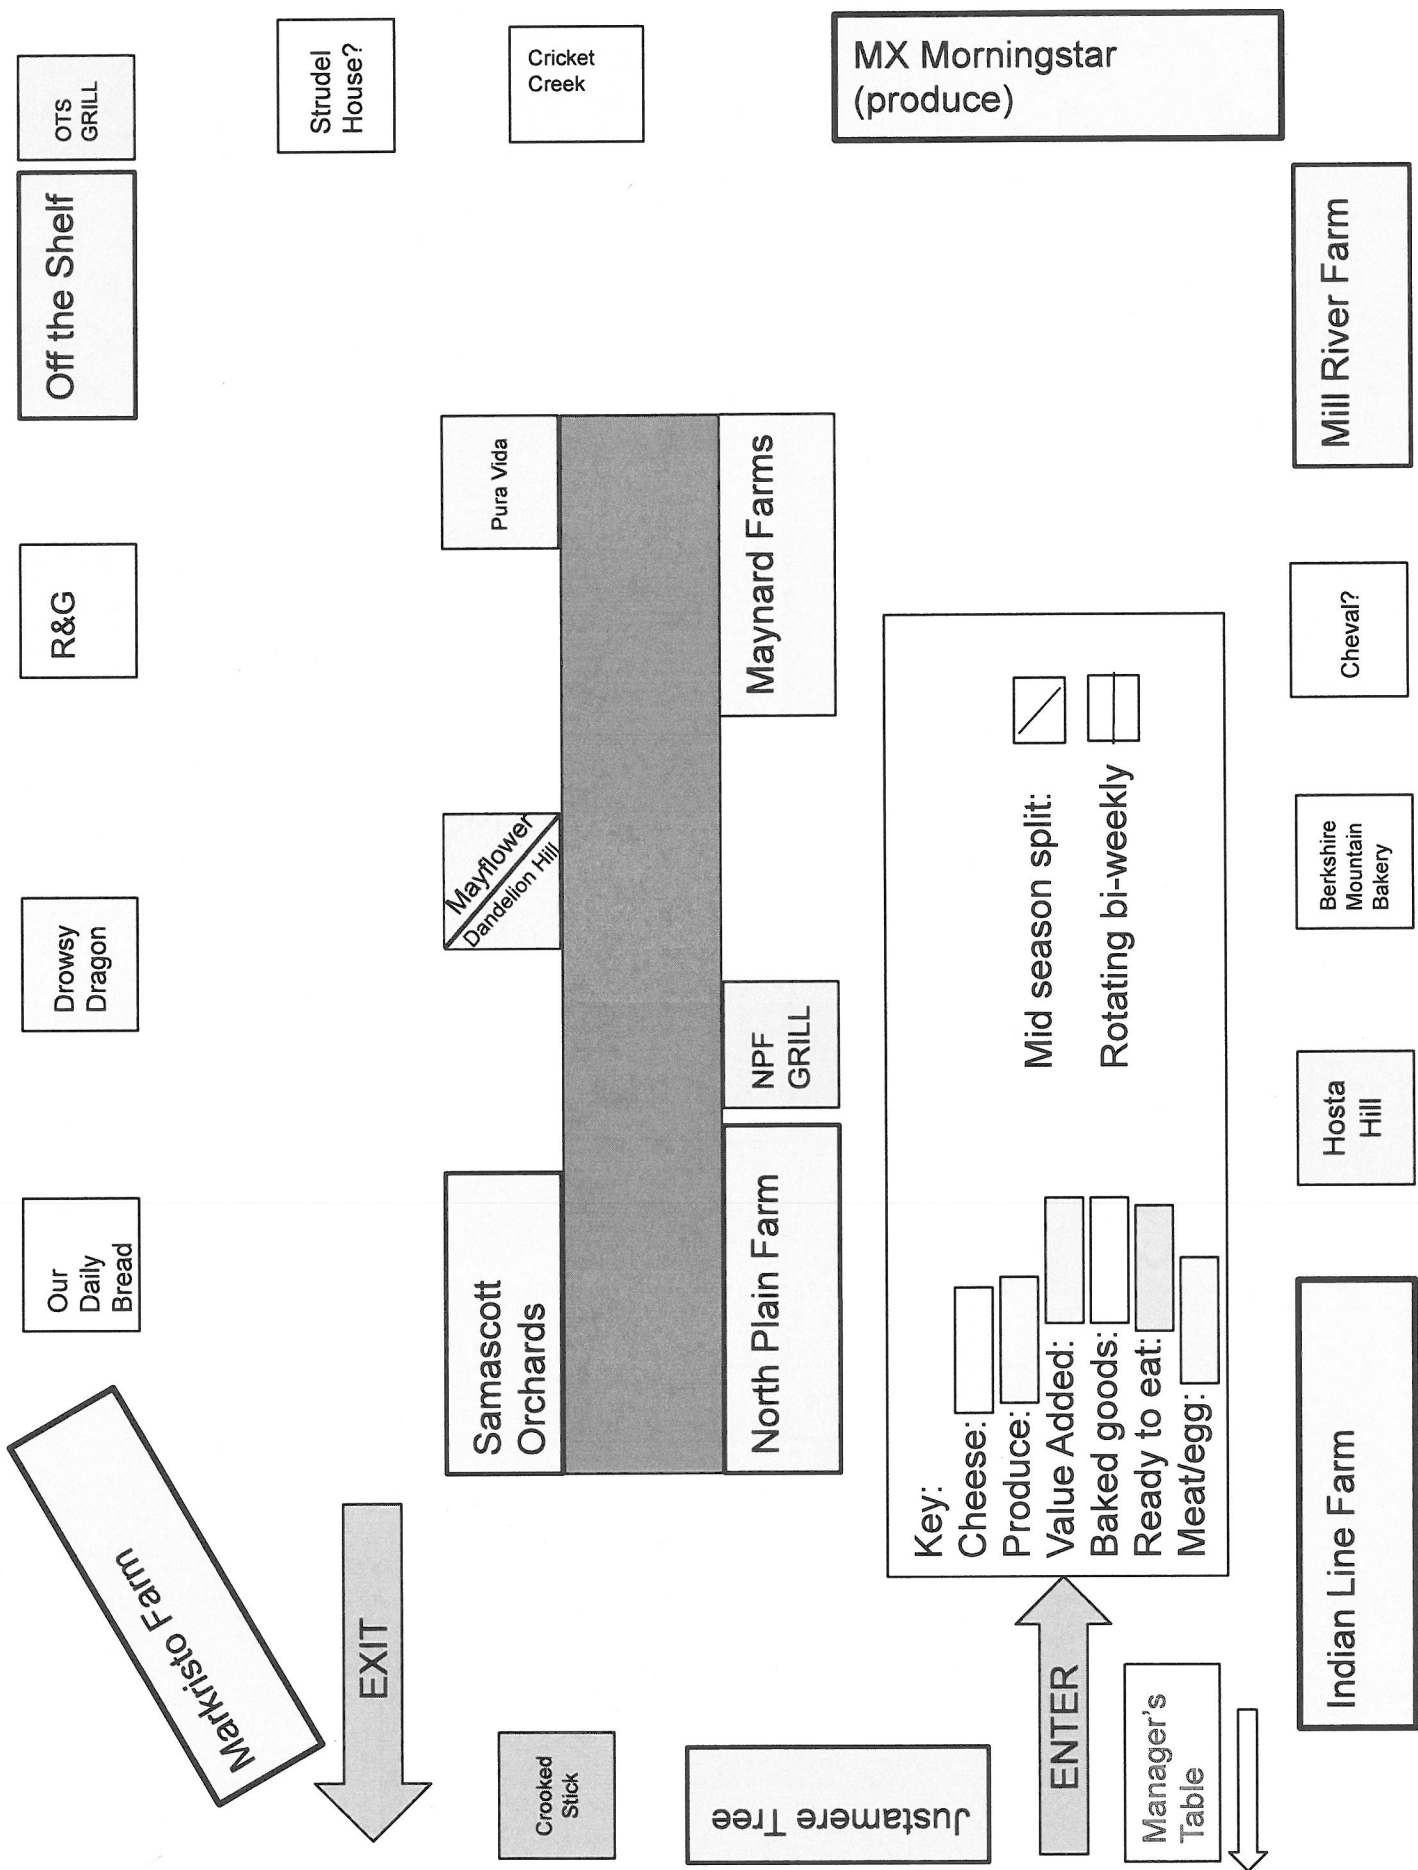 OTS
GRILL
Strudel
House?
Cricket
Creek
MX Morningstar
(produce)
Off the Shelf
Mill River Farm
Pura Vida
Maynard Farms
R&G
Cheval?
Mayflower
Dandelion Hill
Drowsy
Dragon
NPF
GRILL
Berkshire
Mountain
Bakery
Hosta
Hill
Our
Daily
Bread
Samascott
Orchards
North Plain Farm
Key:
Cheese:
Produce:
Value Added:
Baked goods:
Ready to eat:
Meat/egg:
Mid season split:
Rotating bi-weekly
Markristo Farm
EXIT
Crooked
Stick
Justamere Tree
ENTER
Manager's
Table
Indian Line Farm